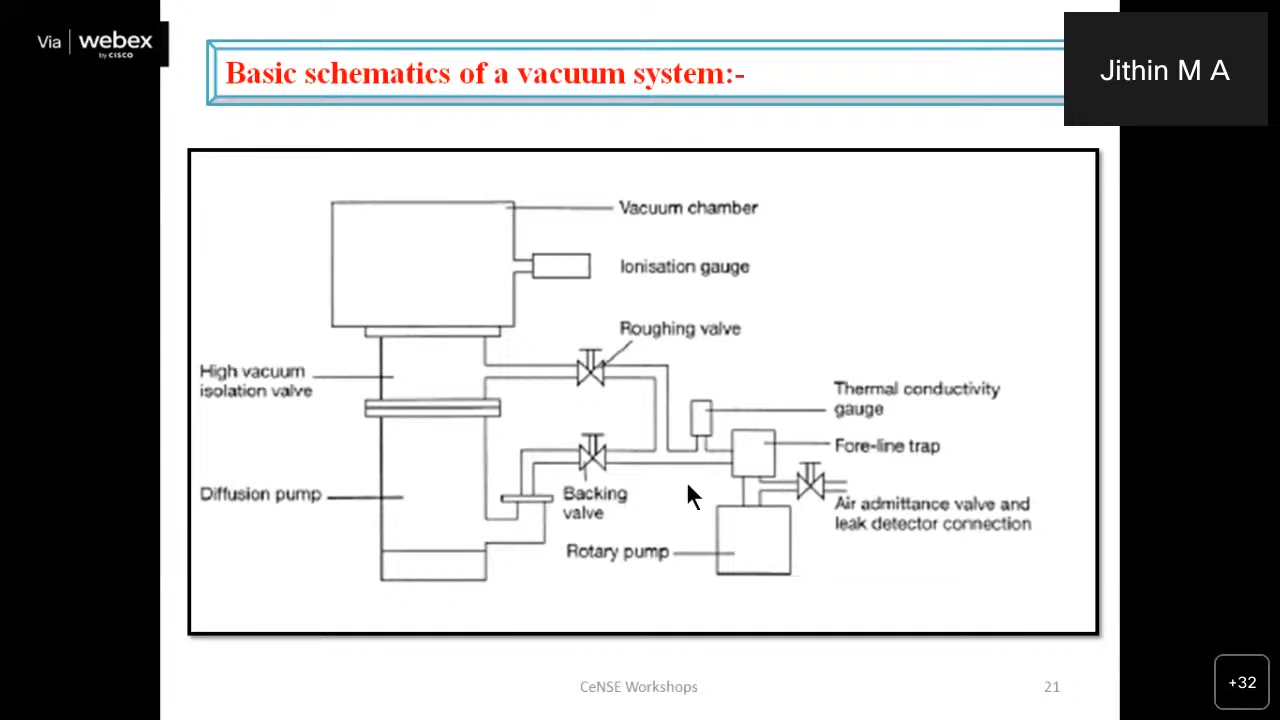 Via webex
by CISCO
Jithin M A
Basic schematics of a vacuum system:-
Vacuum chamber
Ionisation gauge
Roughing valve
High vacuum
isolation valve
Thermal conductivity
gauge
Fore-line trap
Diffusion pump
Backing
valve
Air admittance valve and
leak detector connection
Rotary pump
CeNSE Workshops
21
+32